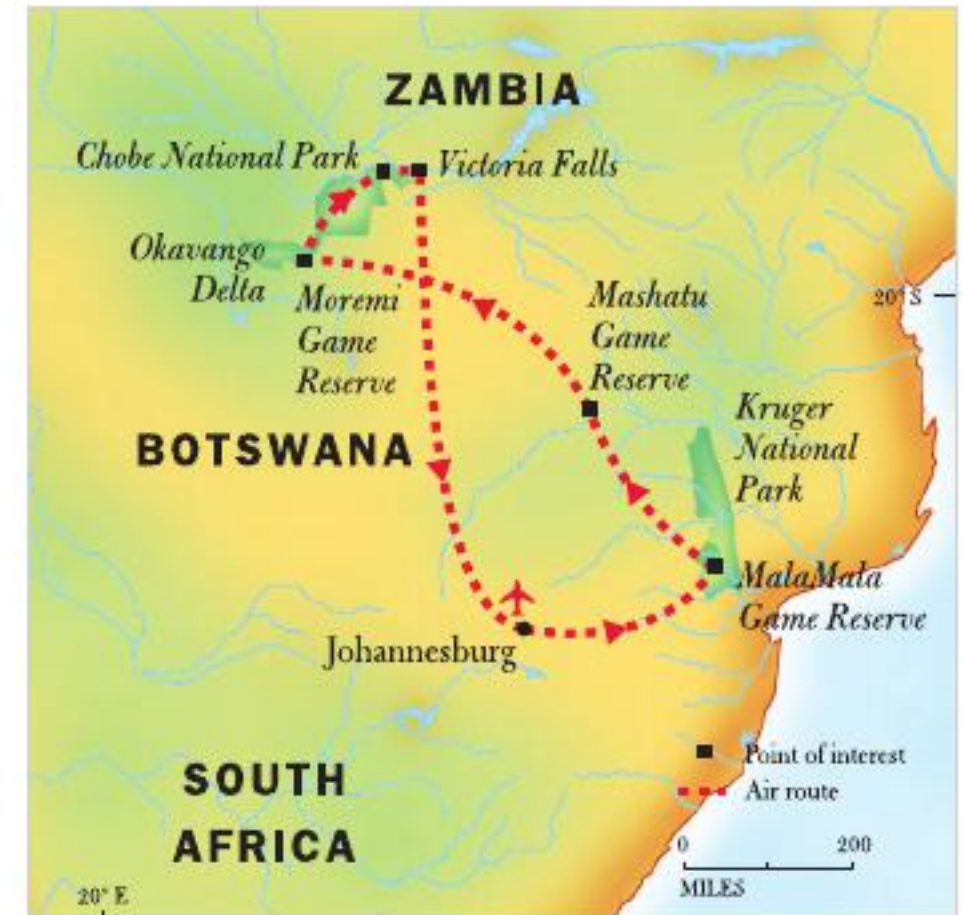 ZAMBIA
Chobe National Park
Victoria Falls
Okavango
Delta
Moremi
Game
Reserve
Mashatu
Game
Reserve
20° S
Kruger
National
Park
BOTSWANA
MalaMala
Game Reserve
Johannesburg
Point of interest
Air route
SOUTH
AFRICA
0 200
MILES
20° E